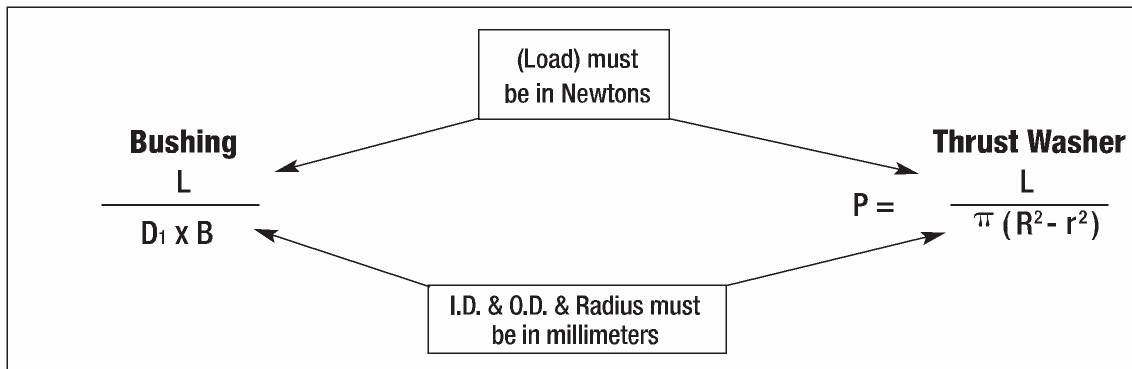 (Load) must
be in Newtons
Bushing
L
D₁ x B
Thrust Washer
P =
L
π (R² - r²)
I.D. & O.D. & Radius must
be in millimeters